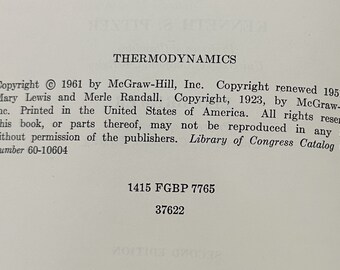 THERMODYNAMICS
Copyright © 1961 by McGraw-Hill, Inc. Copyright renewed 195
Mary Lewis and Merle Randall. Copyright, 1923, by McGraw-
Inc. Printed in the United States of America. All rights reser
this book, or parts thereof, may not be reproduced in any
without permission of the publishers. Library of Congress Catalog
number 60-10604
1415 FGBP 7765
37622